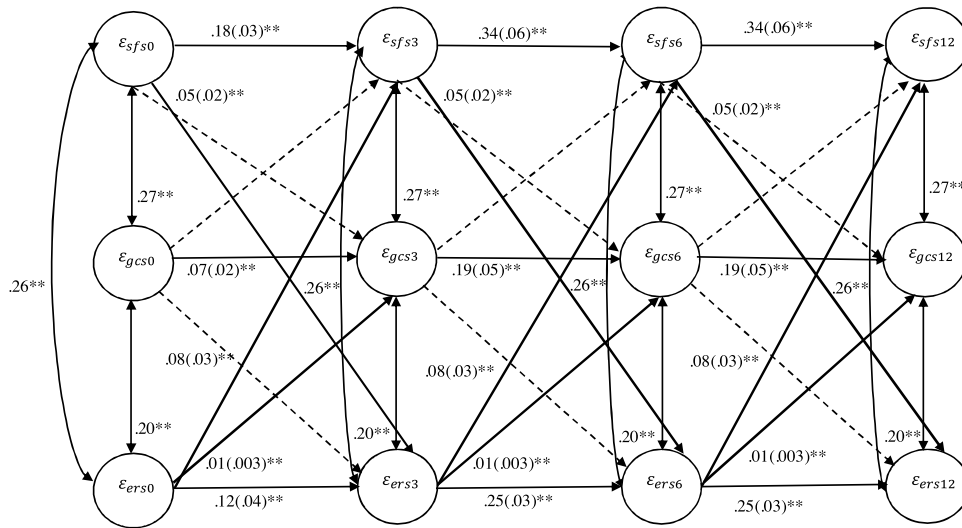 ε_sfs0 .18(.03)** ε_sfs3 .34(.06)** ε_sfs6 .34(.06)** ε_sfs12
.05(.02)** .05(.02)** .05(.02)**
.27** .27** .27** .27**
ε_gcs0 .07(.02)** ε_gcs3 .19(.05)** ε_gcs6 .19(.05)** ε_gcs12
.26** .26** .26** .26**
.08(.03)** .08(.03)** .08(.03)**
.20** .20** .20** .20**
.01(.003)** .01(.003)** .01(.003)**
ε_ers0 .12(.04)** ε_ers3 .25(.03)** ε_ers6 .25(.03)** ε_ers12